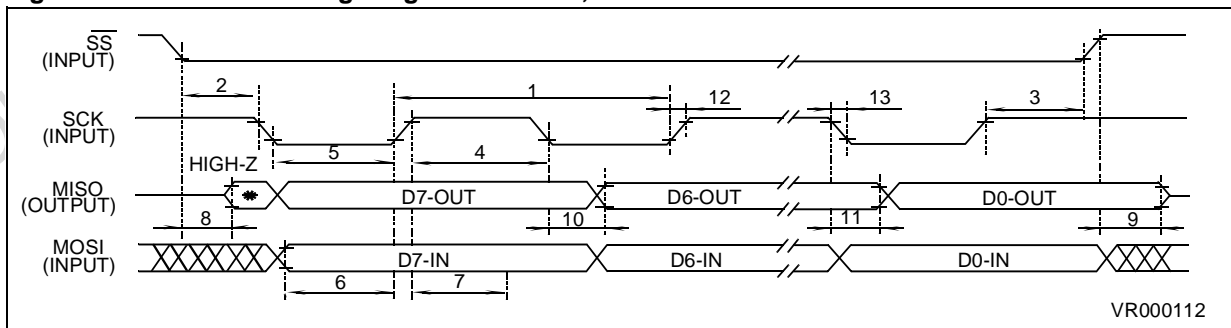 SS
(INPUT)
2
1
12
13
3
SCK
(INPUT)
5
4
HIGH-Z
MISO
(OUTPUT)
*
D7-OUT
D6-OUT
D0-OUT
8
10
11
9
MOSI
(INPUT)
D7-IN
D6-IN
D0-IN
6
7
VR000112